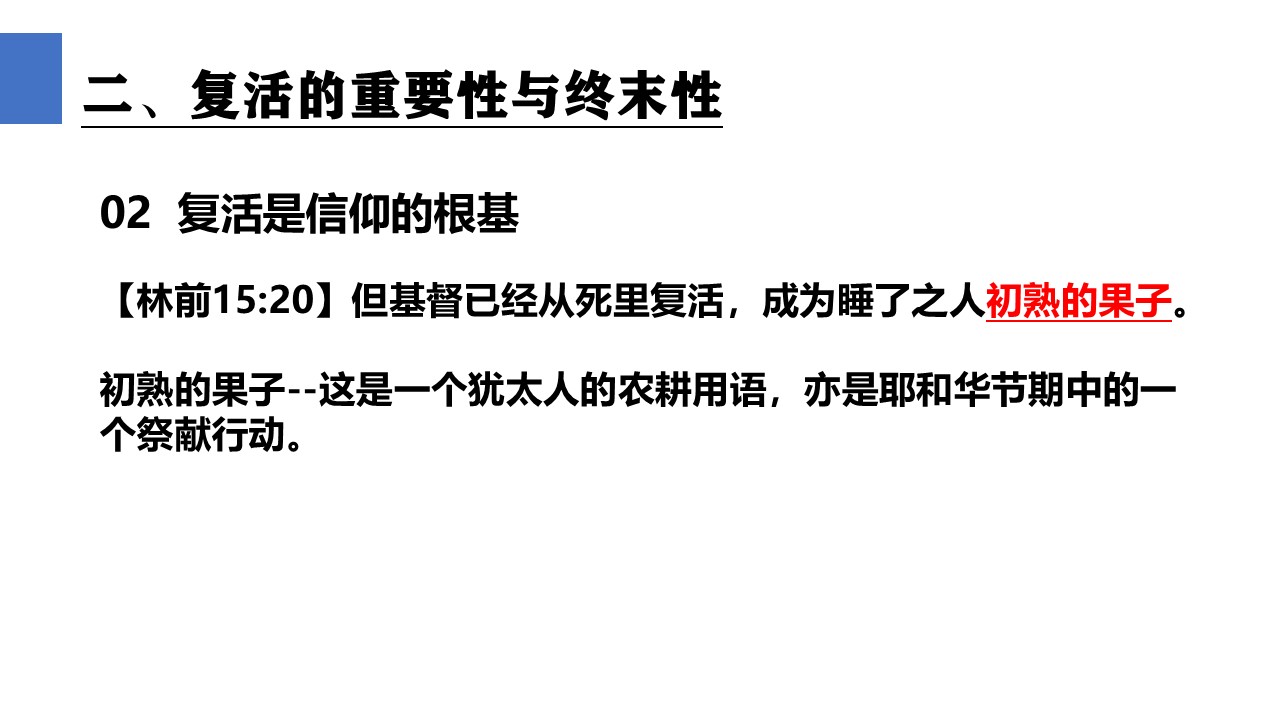 二、复活的重要性与终末性
02 复活是信仰的根基
【林前15:20】但基督已经从死里复活，成为睡了之人初熟的果子。
初熟的果子--这是一个犹太人的农耕用语，亦是耶和华节期中的一
个祭献行动。